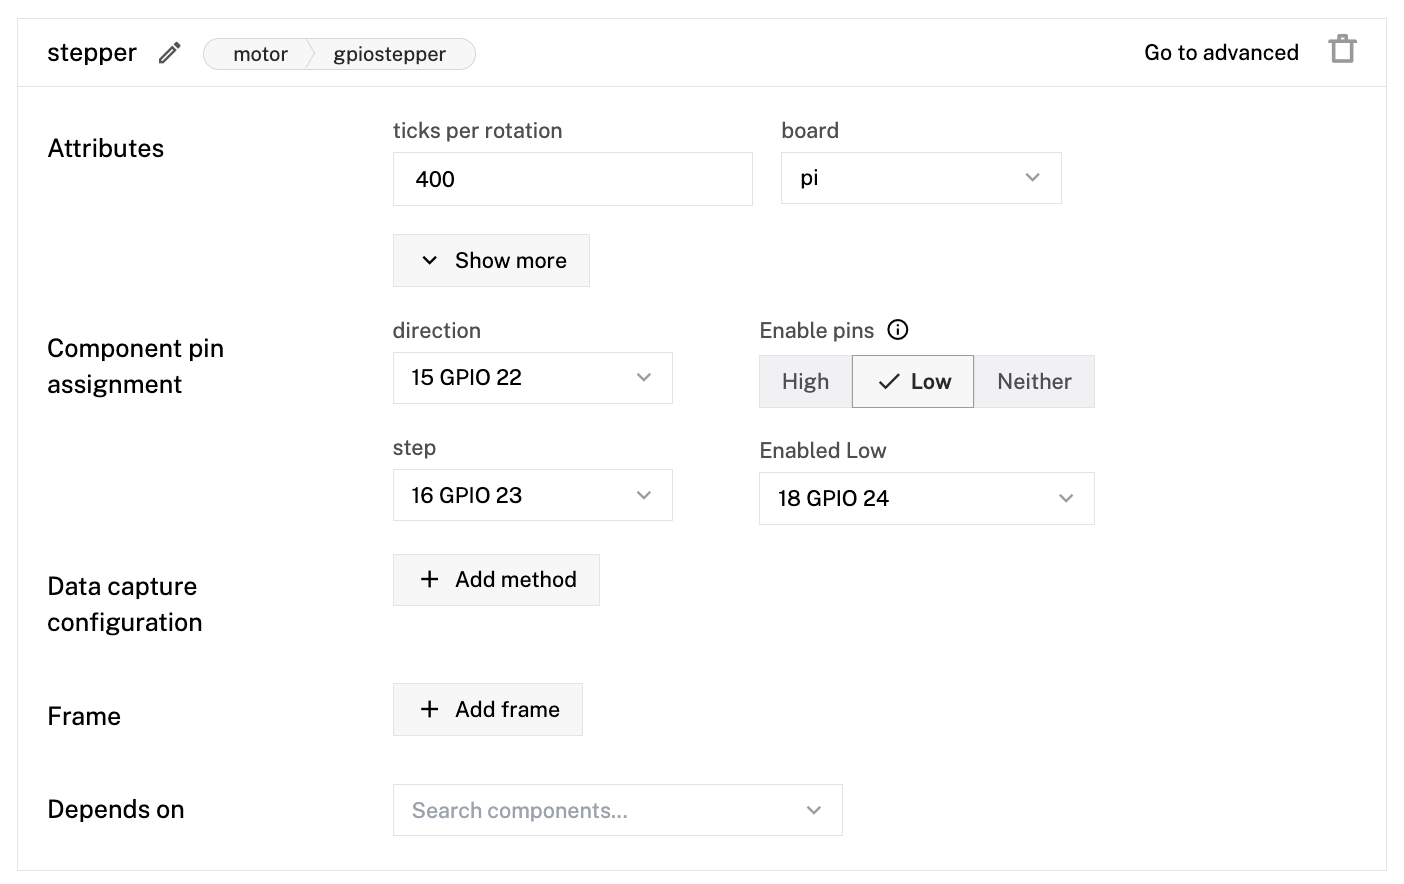 stepper motor gpiostepper Go to advanced
Attributes
ticks per rotation board
400 pi
Show more
Component pin
assignment
direction Enable pins
15 GPIO 22 High Low Neither
step Enabled Low
16 GPIO 23 18 GPIO 24
Data capture
configuration
Add method
Frame
Add frame
Depends on
Search components...